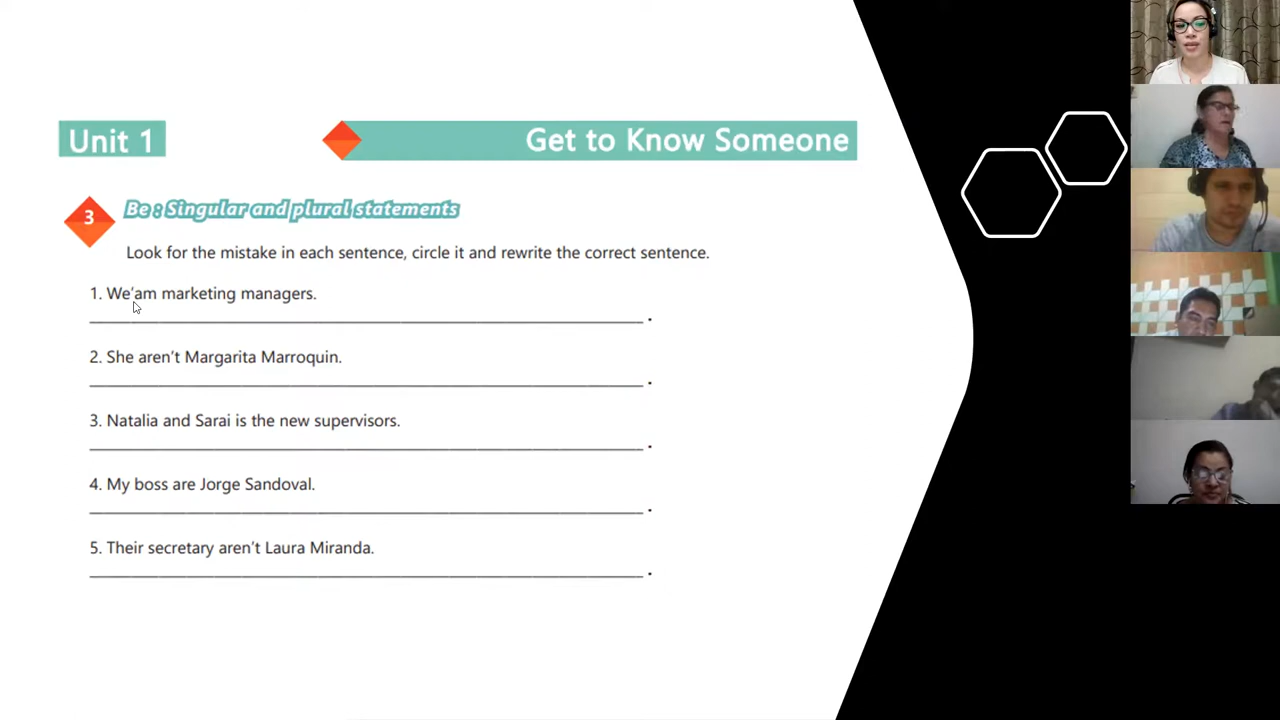 Unit 1
Get to Know Someone
3
Be : Singular and plural statements
Look for the mistake in each sentence, circle it and rewrite the correct sentence.
1. We'am marketing managers.
.
2. She aren't Margarita Marroquin.
.
3. Natalia and Sarai is the new supervisors.
.
4. My boss are Jorge Sandoval.
.
5. Their secretary aren't Laura Miranda.
.